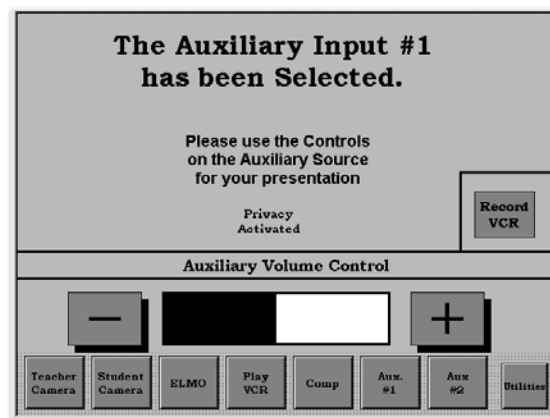 The Auxiliary Input #1
has been Selected.
Please use the Controls
on the Auxiliary Source
for your presentation
Privacy
Activated
Record
VCR
Auxiliary Volume Control
− +
Teacher
Camera
Student
Camera
ELMO
Play
VCR
Comp
Aux.
#1
Aux
#2
Utilities